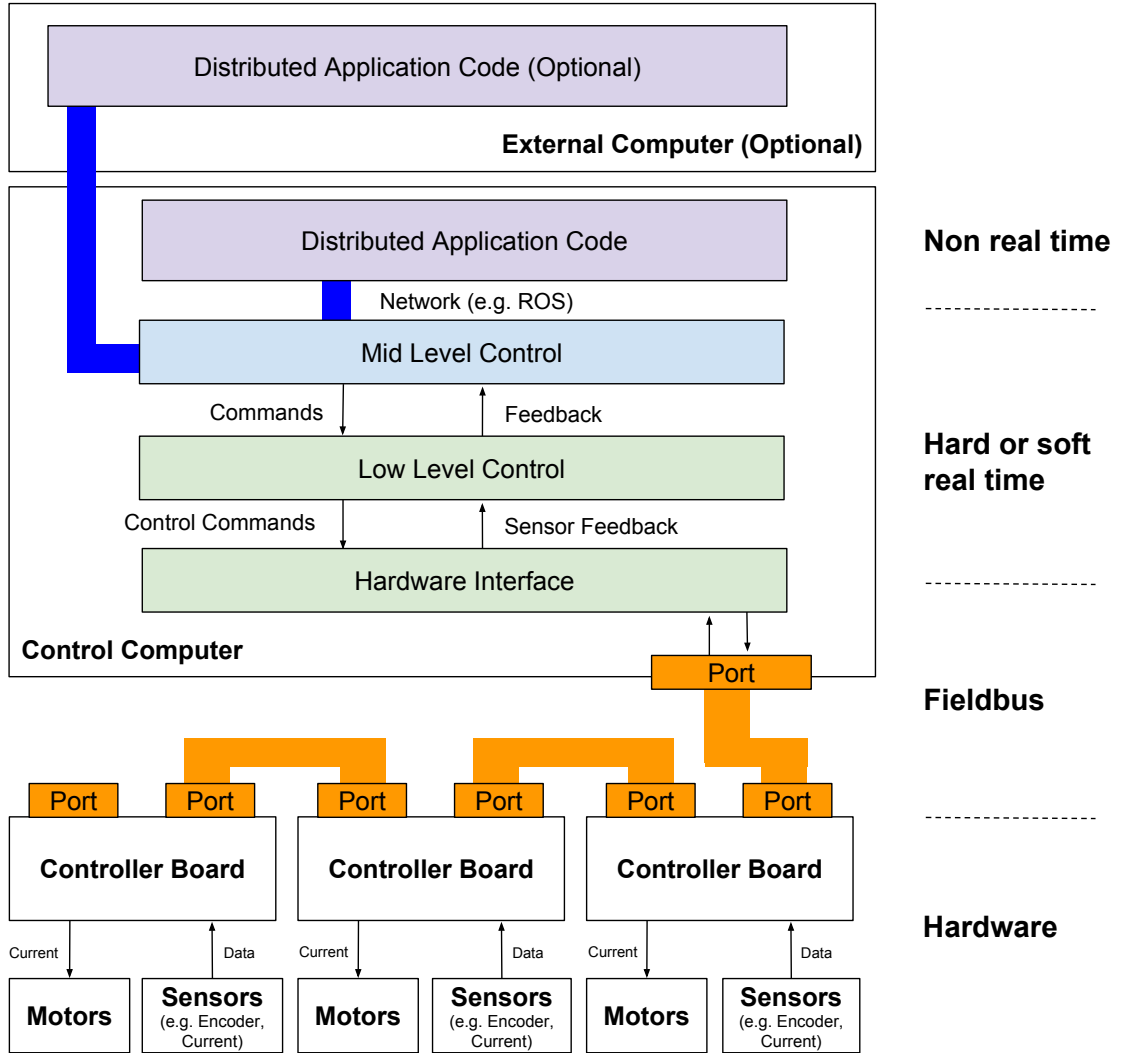 Distributed Application Code (Optional)
External Computer (Optional)
Distributed Application Code
Non real time
Network (e.g. ROS)
Mid Level Control
Commands
Feedback
Hard or soft
real time
Low Level Control
Control Commands
Sensor Feedback
Hardware Interface
Control Computer
Port
Fieldbus
Port
Port
Port
Port
Port
Port
Controller Board
Controller Board
Controller Board
Hardware
Current
Data
Current
Data
Current
Data
Motors
Sensors
(e.g. Encoder,
Current)
Motors
Sensors
(e.g. Encoder,
Current)
Motors
Sensors
(e.g. Encoder,
Current)